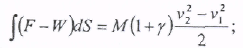 ∫(F − W)dS = M(1 + γ) (v₂² − v₁²)/2 ;